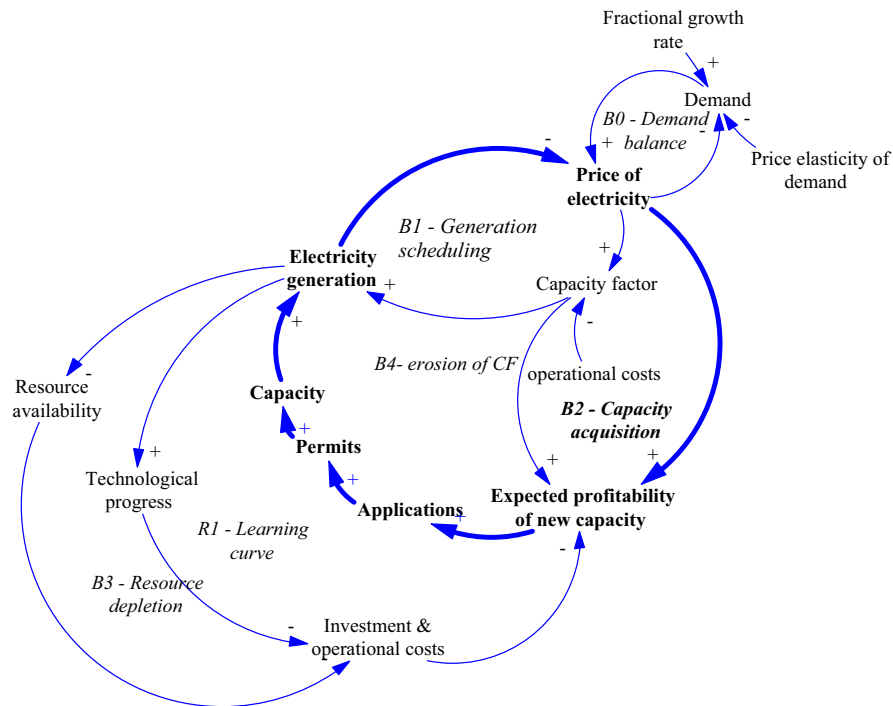 Fractional growth
rate
+
Demand
-
B0 - Demand
-
+ balance
Price elasticity of
demand
-
Price of
electricity
B1 - Generation
scheduling
+
Electricity
generation
Capacity factor
+
+
-
B4- erosion of CF
operational costs
Resource
-
availability
Capacity
B2 - Capacity
acquisition
+
Permits
+
+
+
Technological
progress
+
Expected profitability
of new capacity
Applications
+
R1 - Learning
curve
-
B3 - Resource
depletion
-
Investment &
operational costs
-